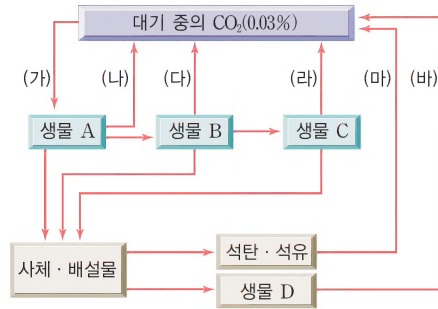 대기 중의 CO₂(0.03%)
(가) (나) (다) (라) (마) (바)
생물 A 생물 B 생물 C
석탄·석유
사체·배설물
생물 D